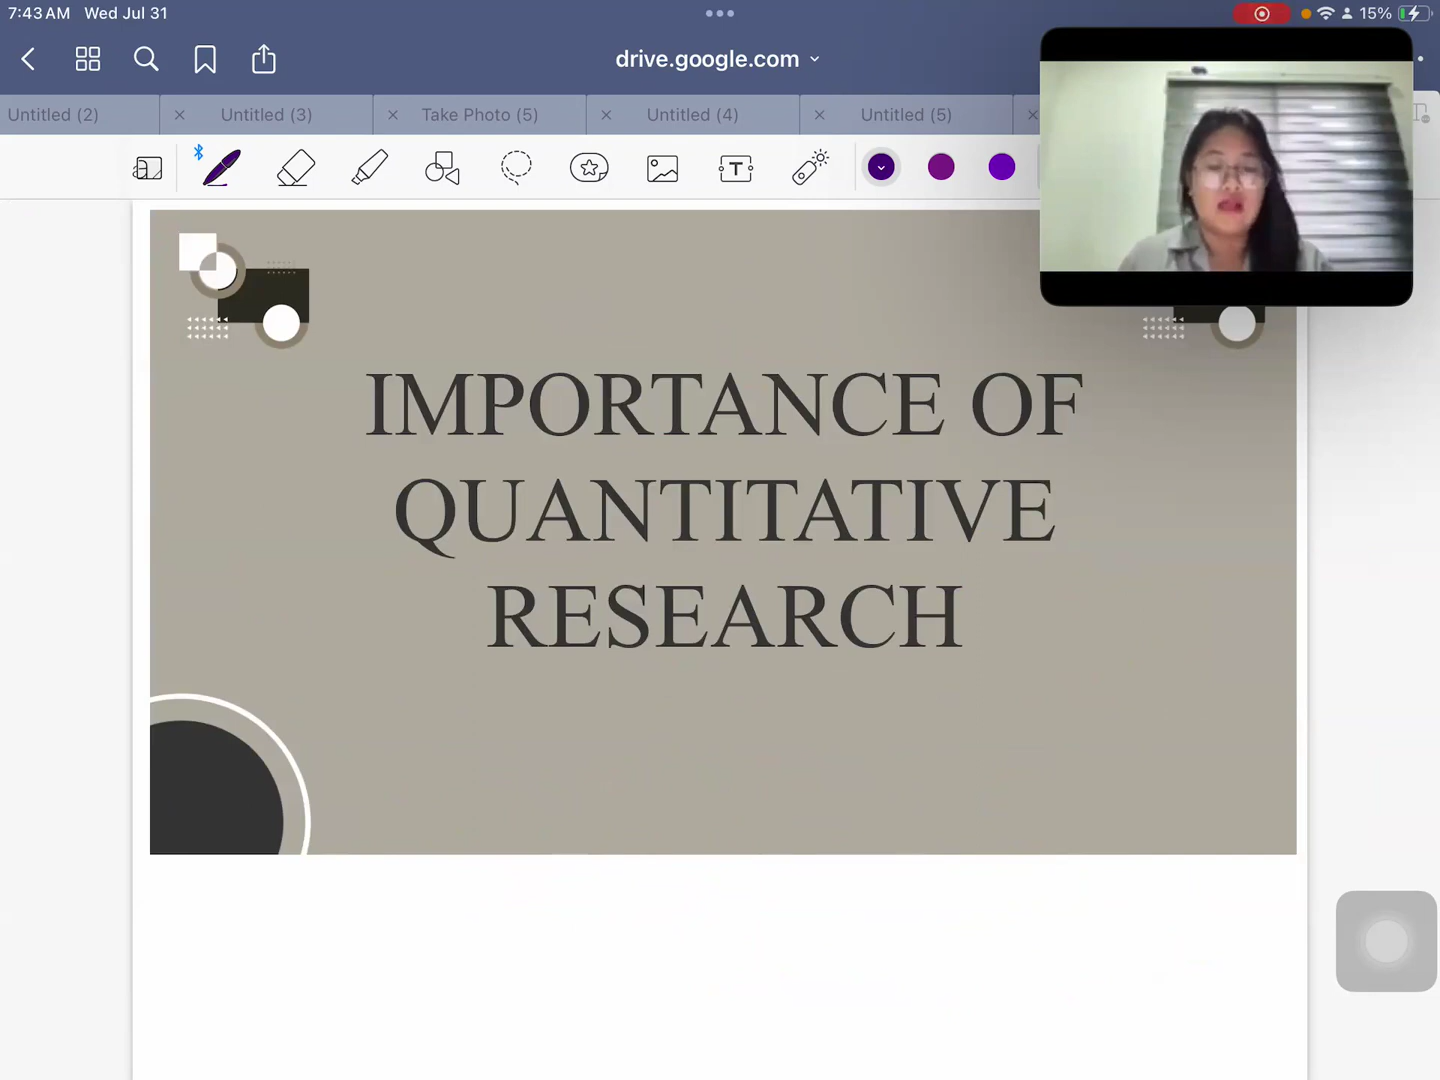 7:43 AM Wed Jul 31
15%
drive.google.com
Untitled (2)
Untitled (3)
Take Photo (5)
Untitled (4)
Untitled (5)
T
IMPORTANCE OF
QUANTITATIVE
RESEARCH